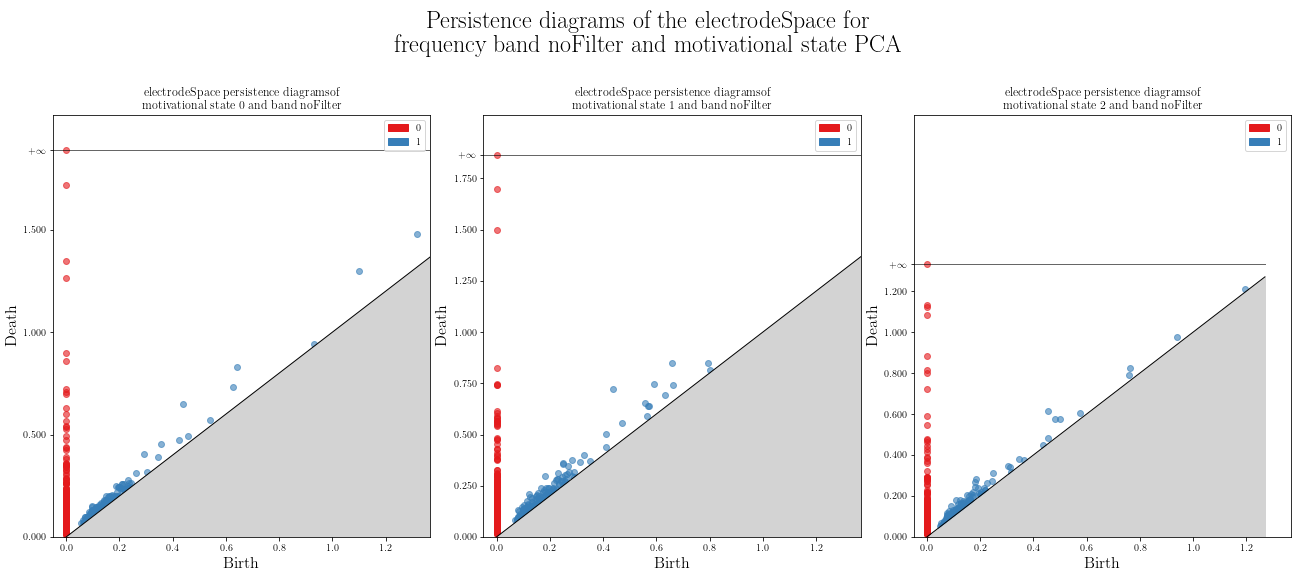 Persistence diagrams of the electrodeSpace for
frequency band noFilter and motivational state PCA
electrodeSpace persistence diagramsof
motivational state 0 and band noFilter
0
1
+∞
1.500
1.000
0.500
0.000
Death
0.0 0.2 0.4 0.6 0.8 1.0 1.2
Birth
electrodeSpace persistence diagramsof
motivational state 1 and band noFilter
0
1
+∞
1.750
1.500
1.250
1.000
0.750
0.500
0.250
0.000
Death
0.0 0.2 0.4 0.6 0.8 1.0 1.2
Birth
electrodeSpace persistence diagramsof
motivational state 2 and band noFilter
0
1
+∞
1.200
1.000
0.800
0.600
0.400
0.200
0.000
Death
0.0 0.2 0.4 0.6 0.8 1.0 1.2
Birth